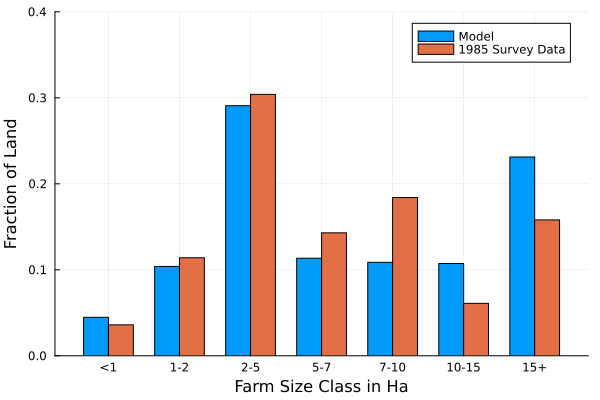 0.4
0.3
0.2
0.1
0.0
Fraction of Land
Model
1985 Survey Data
<1 1-2 2-5 5-7 7-10 10-15 15+
Farm Size Class in Ha